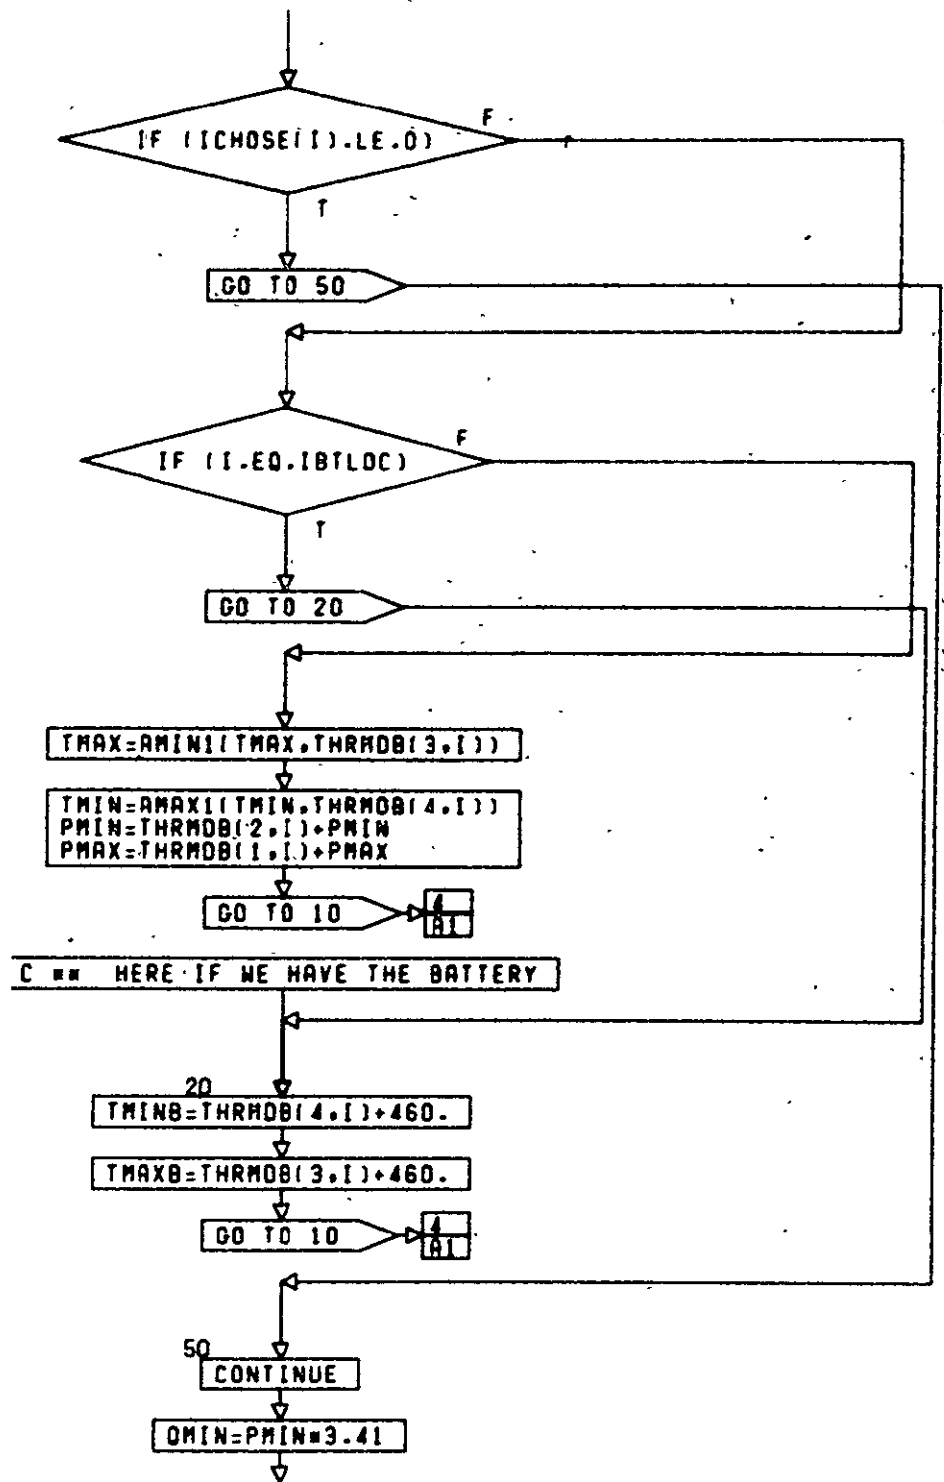 F
IF (ICHOSE(I).LE.0)
T
GO TO 50
F
IF (I.EQ.IBTLOC)
T
GO TO 20
TMAX=AMIN1(TMAX,THRMDB(3,I))
TMIN=AMAX1(TMIN,THRMDB(4,I))
PMIN=THRMDB(2,I)+PMIN
PMAX=THRMDB(1,I)+PMAX
GO TO 10
4
A1
C ** HERE IF WE HAVE THE BATTERY
20
TMINB=THRMDB(4,I)+460.
TMAXB=THRMDB(3,I)+460.
GO TO 10
4
A1
50
CONTINUE
QMIN=PMIN*3.41